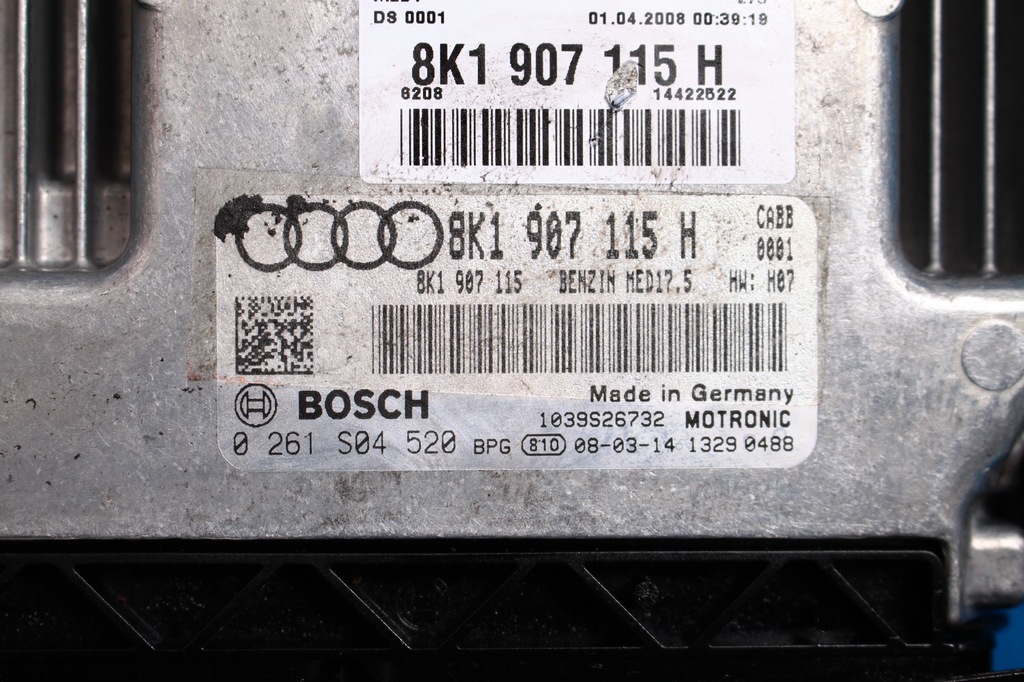 DS 0001 01.04.2008 00:39:19
8K1 907 115 H
6208 14422522
8K1 907 115 H CABB
0001
8K1 907 115 BENZIN MED17.5 HW: H07
BOSCH Made in Germany
1039S26732 MOTRONIC
0 261 S04 520 BPG 810 08-03-14 1329 0488